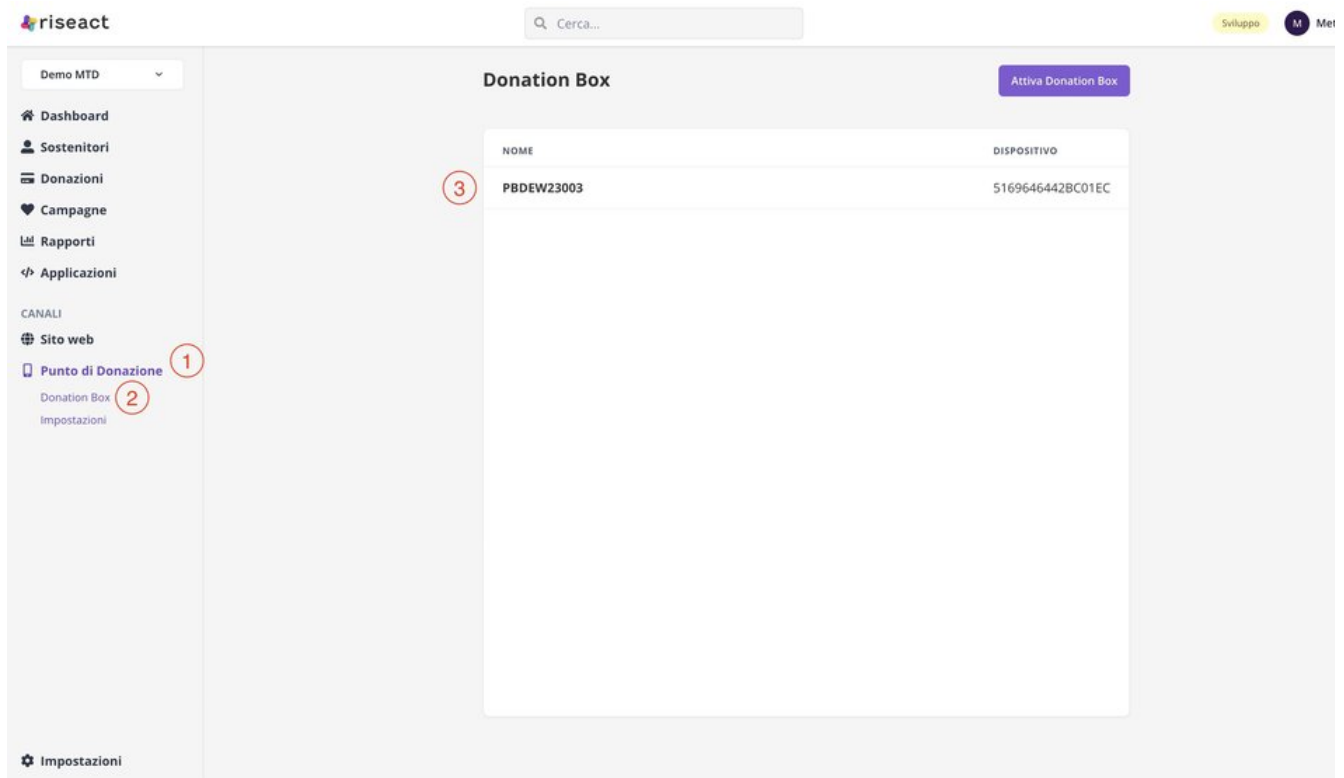 riseact
Cerca...
Sviluppo
M
Met
Demo MTD
Dashboard
Sostenitori
Donazioni
Campagne
Rapporti
Applicazioni
CANALI
Sito web
Punto di Donazione
1
Donation Box
2
Impostazioni
Impostazioni
Donation Box
Attiva Donation Box
NOME DISPOSITIVO
3
PBDEW23003 5169646442BC01EC